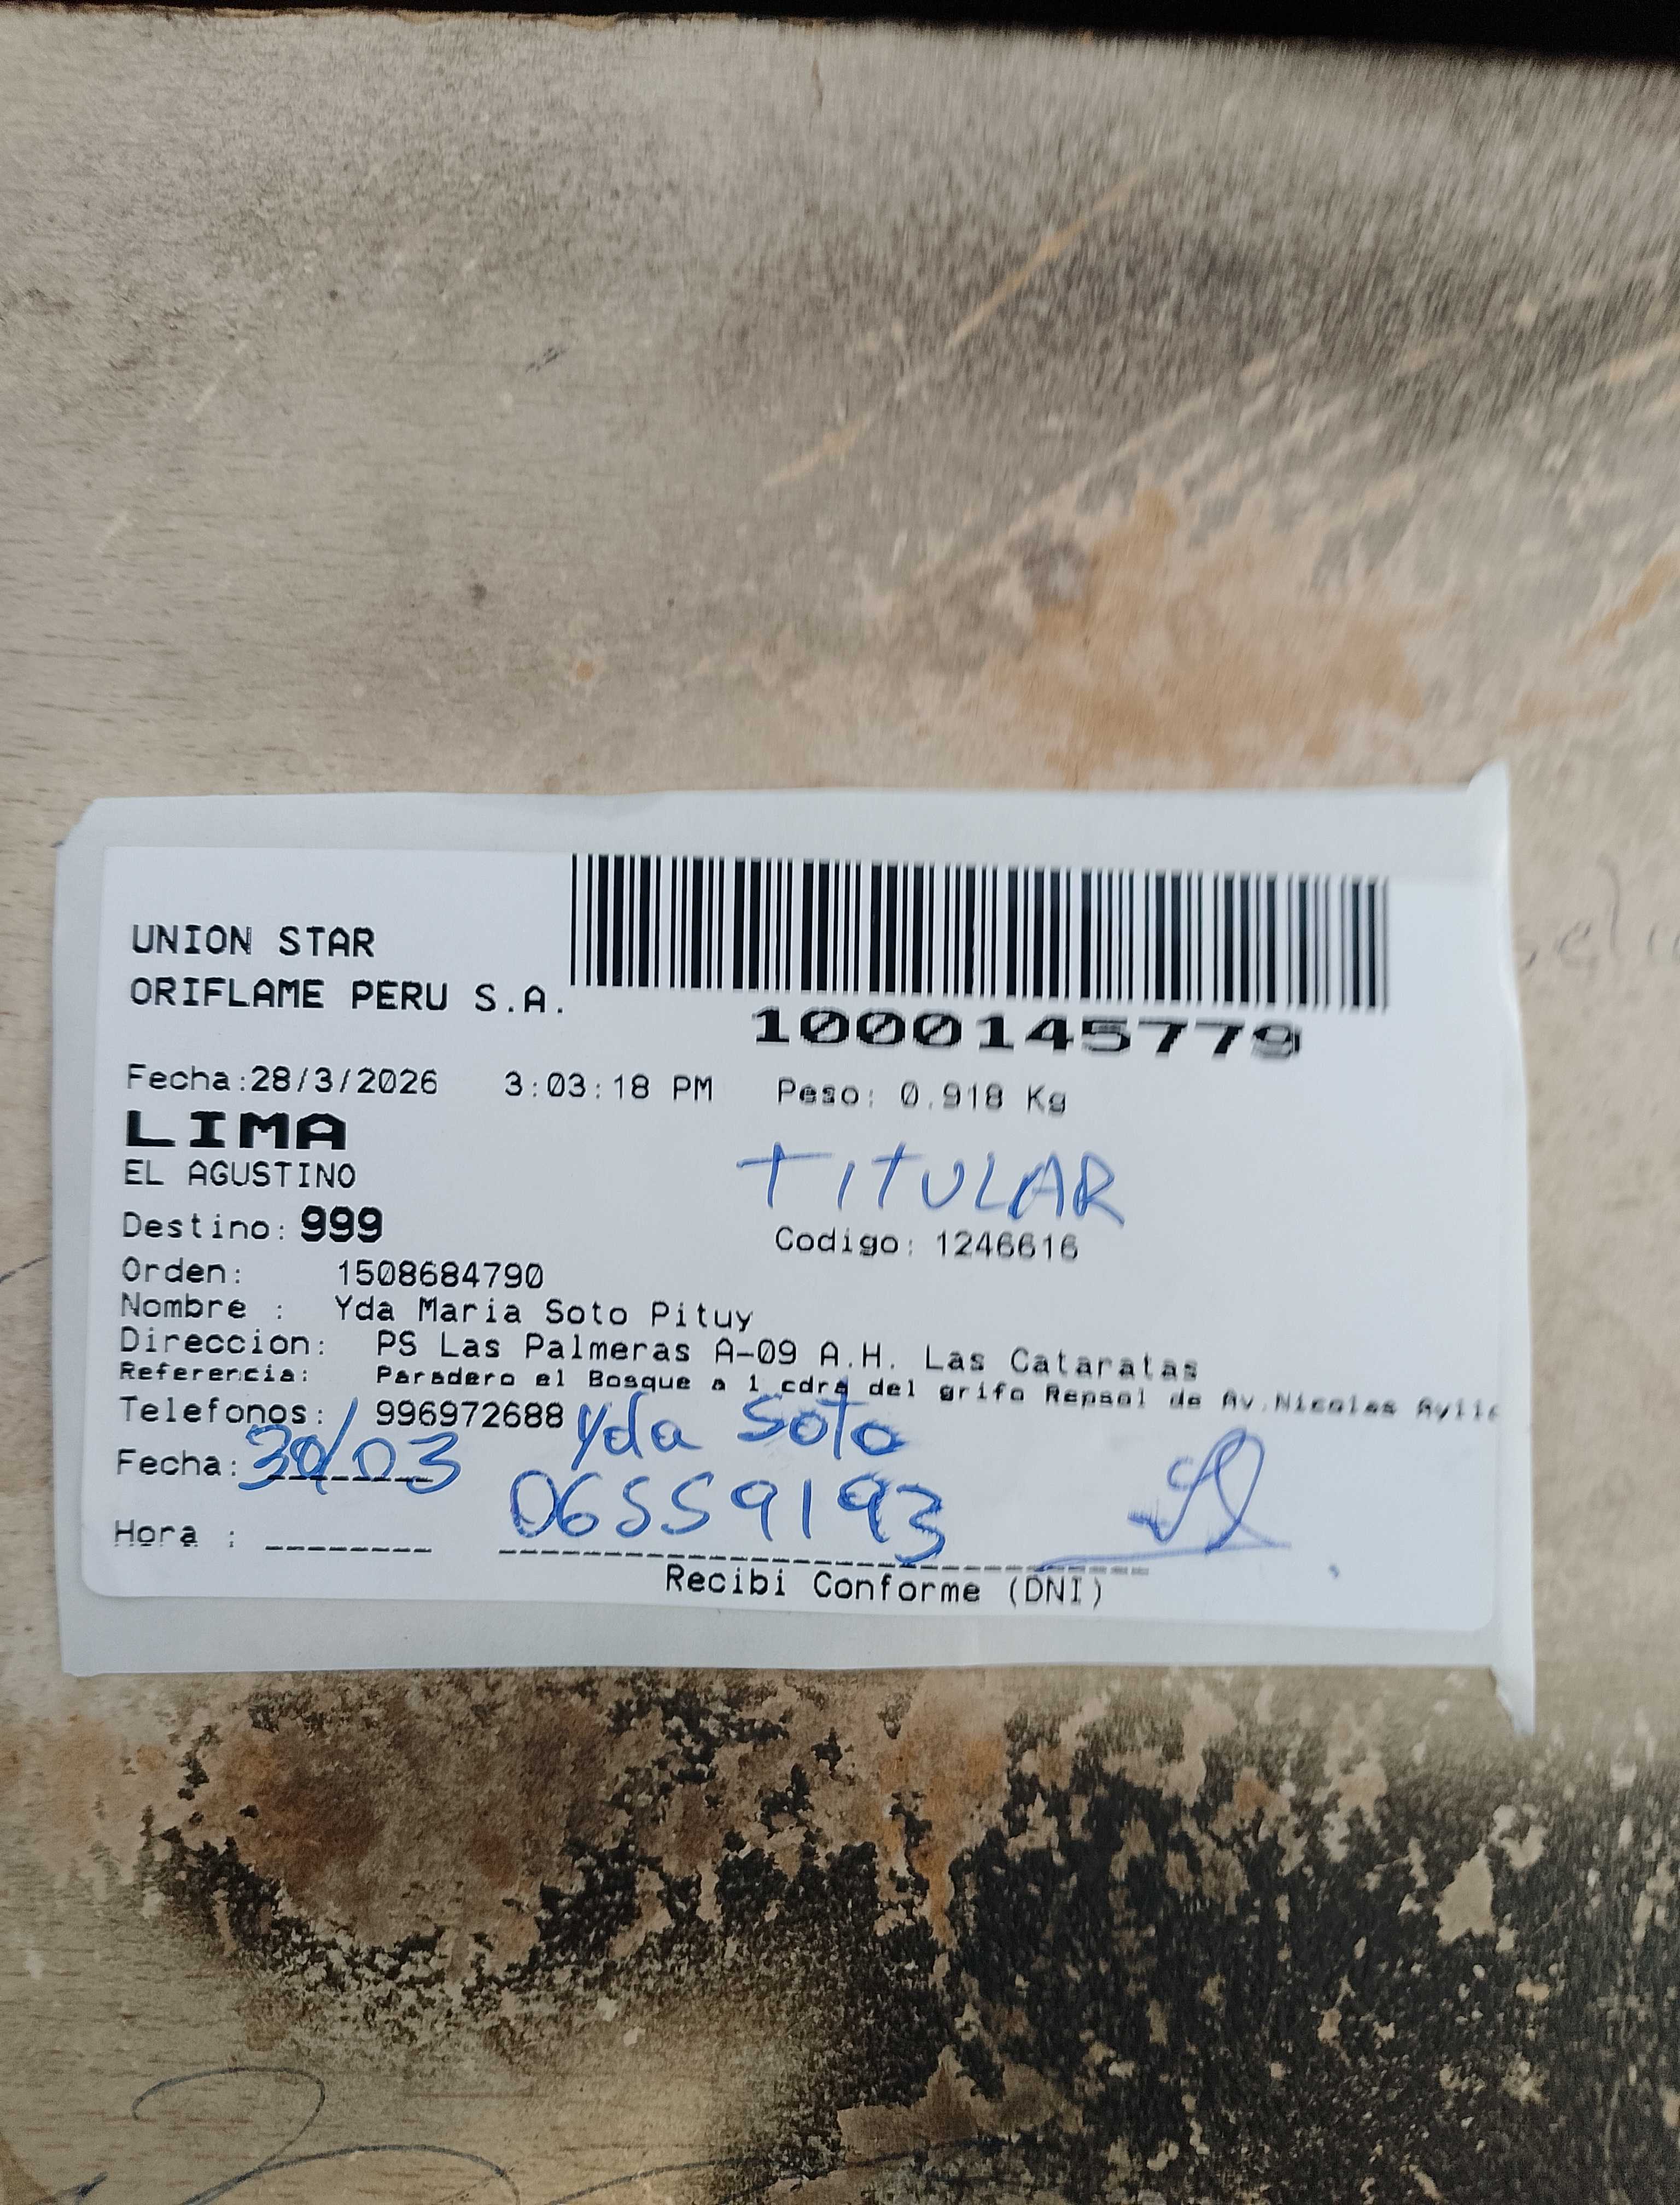 UNION STAR
ORIFLAME PERU S.A.
1000145779
Fecha:28/3/2026 3:03:18 PM Peso: 0.918 Kg
LIMA
TITULAR
EL AGUSTINO
Destino: 999
Codigo: 1246616
Orden: 1508684790
Nombre : Yda Maria Soto Pituy
Direccion: PS Las Palmeras A-09 A.H. Las Cataratas
Referencia: Paradero el Bosque a 1 cdra del grifo Repsol de Av.Nicolas Aylle
Telefonos: / 996972688
Yda Soto
Fecha: 30/03
06559193
Hora :
Recibi Conforme (DNI)